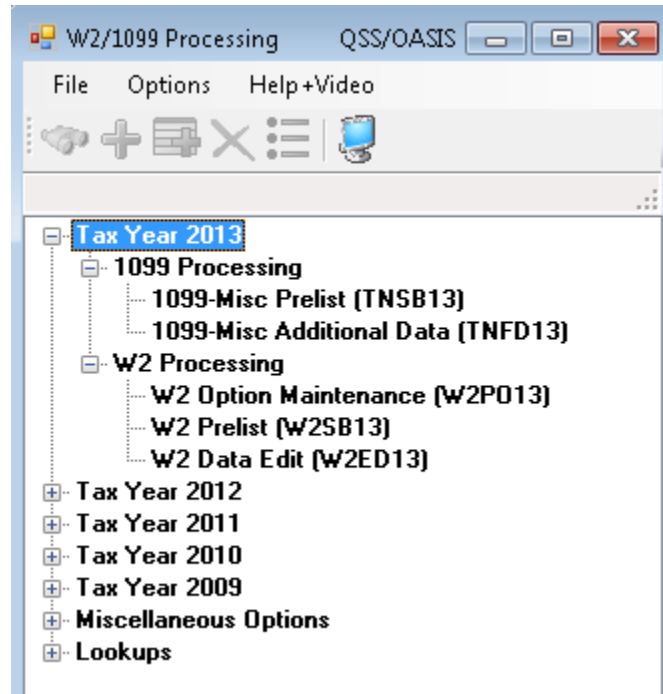 W2/1099 Processing QSS/OASIS
File Options Help+Video
Tax Year 2013
1099 Processing
1099-Misc Prelist (TNSB13)
1099-Misc Additional Data (TNFD13)
W2 Processing
W2 Option Maintenance (W2PO13)
W2 Prelist (W2SB13)
W2 Data Edit (W2ED13)
Tax Year 2012
Tax Year 2011
Tax Year 2010
Tax Year 2009
Miscellaneous Options
Lookups